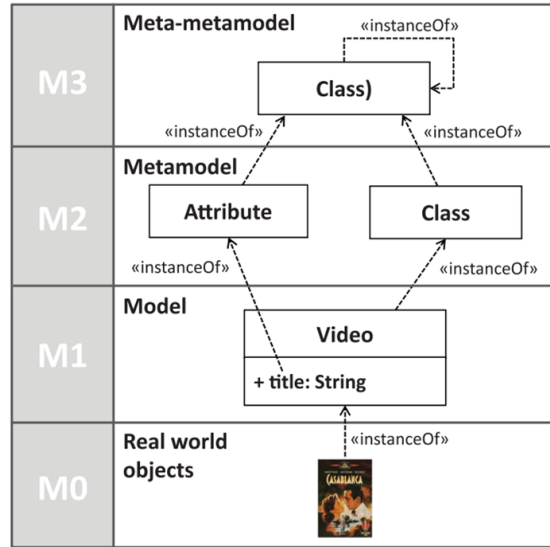 M3
Meta-metamodel
«instanceOf»
Class)
«instanceOf»
«instanceOf»
M2
Metamodel
Attribute
Class
«instanceOf»
«instanceOf»
M1
Model
Video
+ title: String
M0
Real world
objects
«instanceOf»
CASABLANCA